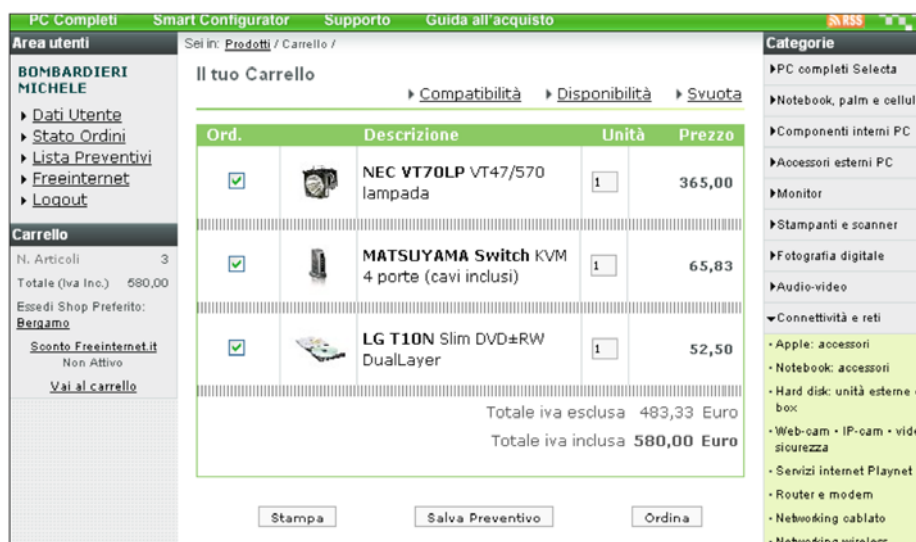 PC Completi Smart Configurator Supporto Guida all'acquisto RSS
Area utenti
BOMBARDIERI
MICHELE
Dati Utente
Stato Ordini
Lista Preventivi
Freeinternet
Logout
Carrello
N. Articoli 3
Totale (Iva Inc.) 580,00
Essedi Shop Preferito:
Bergamo
Sconto Freeinternet.it
Non Attivo
Vai al carrello
Sei in: Prodotti / Carrello /
Il tuo Carrello
Compatibilità Disponibilità Svuota
Ord. Descrizione Unità Prezzo
NEC VT70LP VT47/570
lampada
1 365,00
MATSUYAMA Switch KVM
4 porte (cavi inclusi)
1 65,83
LG T10N Slim DVD±RW
DualLayer
1 52,50
Totale iva esclusa 483,33 Euro
Totale iva inclusa 580,00 Euro
Stampa Salva Preventivo Ordina
Categorie
PC completi Selecta
Notebook, palm e cellul
Componenti interni PC
Accessori esterni PC
Monitor
Stampanti e scanner
Fotografia digitale
Audio-video
Connettività e reti
• Apple: accessori
• Notebook: accessori
• Hard disk: unità esterne
box
• Web-cam • IP-cam • vide
sicurezza
• Servizi internet Playnet
• Router e modem
• Networking cablato
• Networking wireless